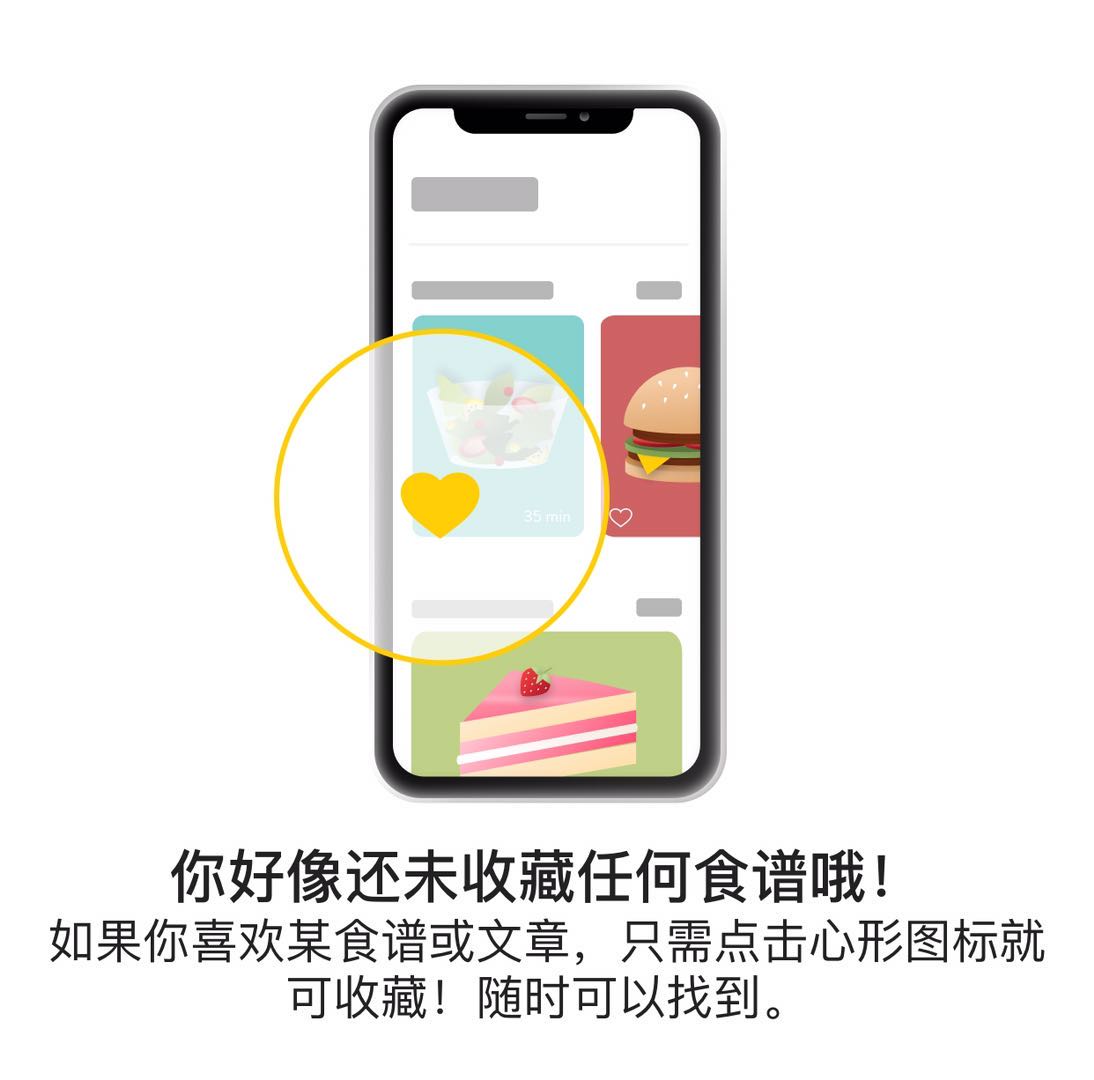 35 min
你好像还未收藏任何食谱哦！
如果你喜欢某食谱或文章，只需点击心形图标就
可收藏！随时可以找到。